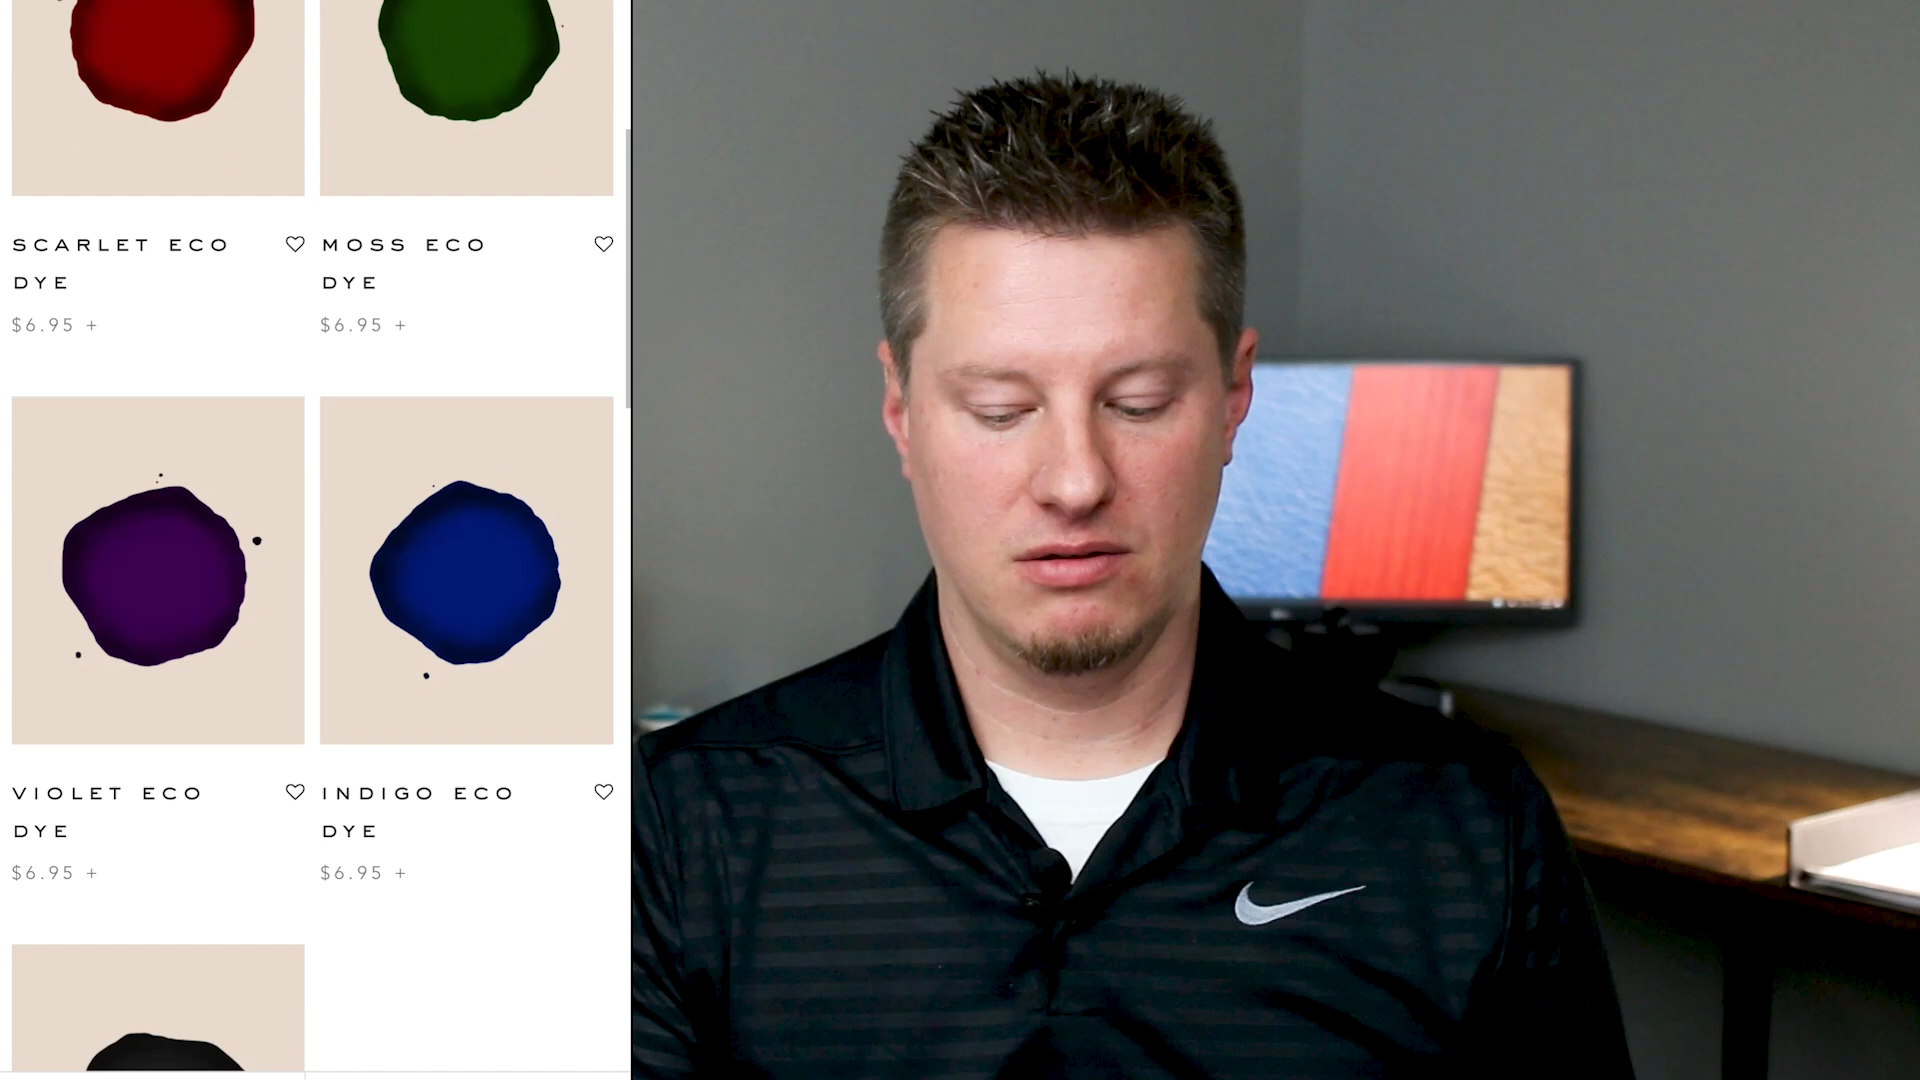 SCARLET ECO
DYE
$6.95 +
MOSS ECO
DYE
$6.95 +
VIOLET ECO
DYE
$6.95 +
INDIGO ECO
DYE
$6.95 +